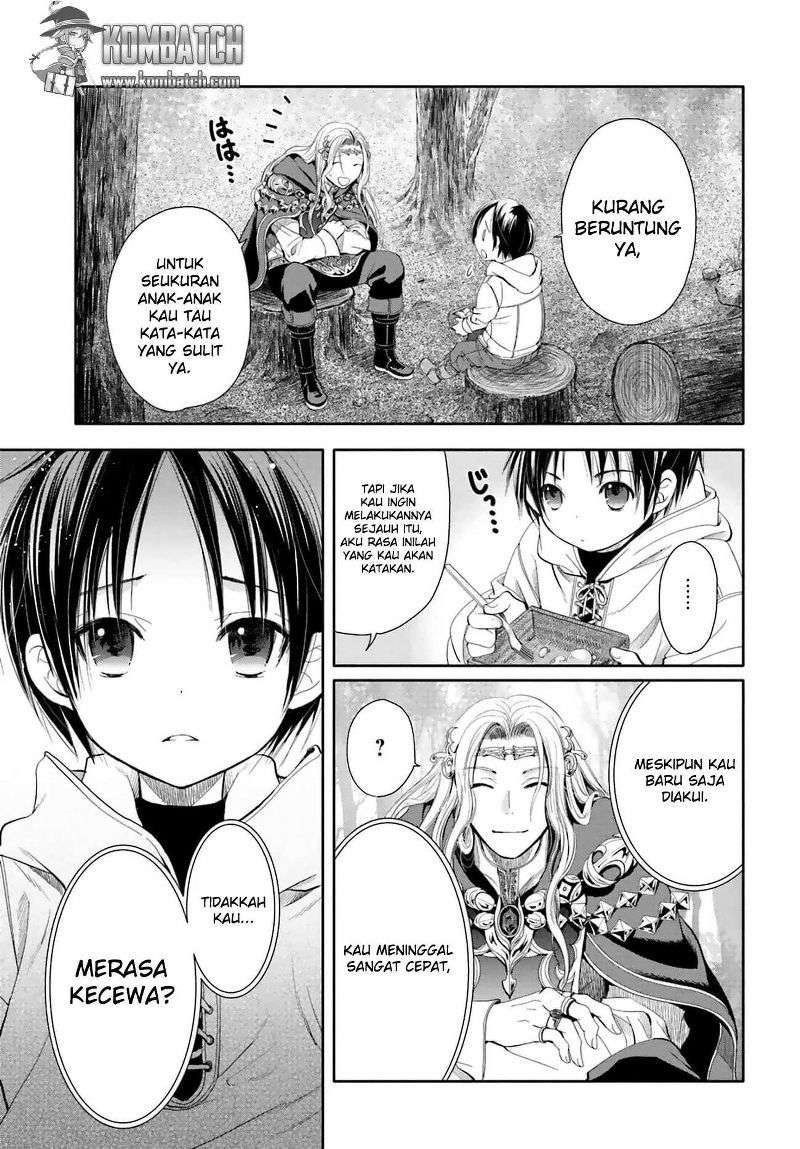 KOMBATCH
www.kombatch.com
KURANG
BERUNTUNG
YA,
はは…
UNTUK
SEUKURAN
ANAK-ANAK
KAU TAU
KATA-KATA
YANG SULIT
YA.
じっ…
TAPI JIKA
KAU INGIN
MELAKUKANNYA
SEJAUH ITU,
AKU RASA INILAH
YANG KAU AKAN
KATAKAN.
……
MESKIPUN KAU
BARU SAJA
DIAKUI.
?
KAU MENINGGAL
SANGAT CEPAT,
TIDAKKAH
KAU...
MERASA
KECEWA?